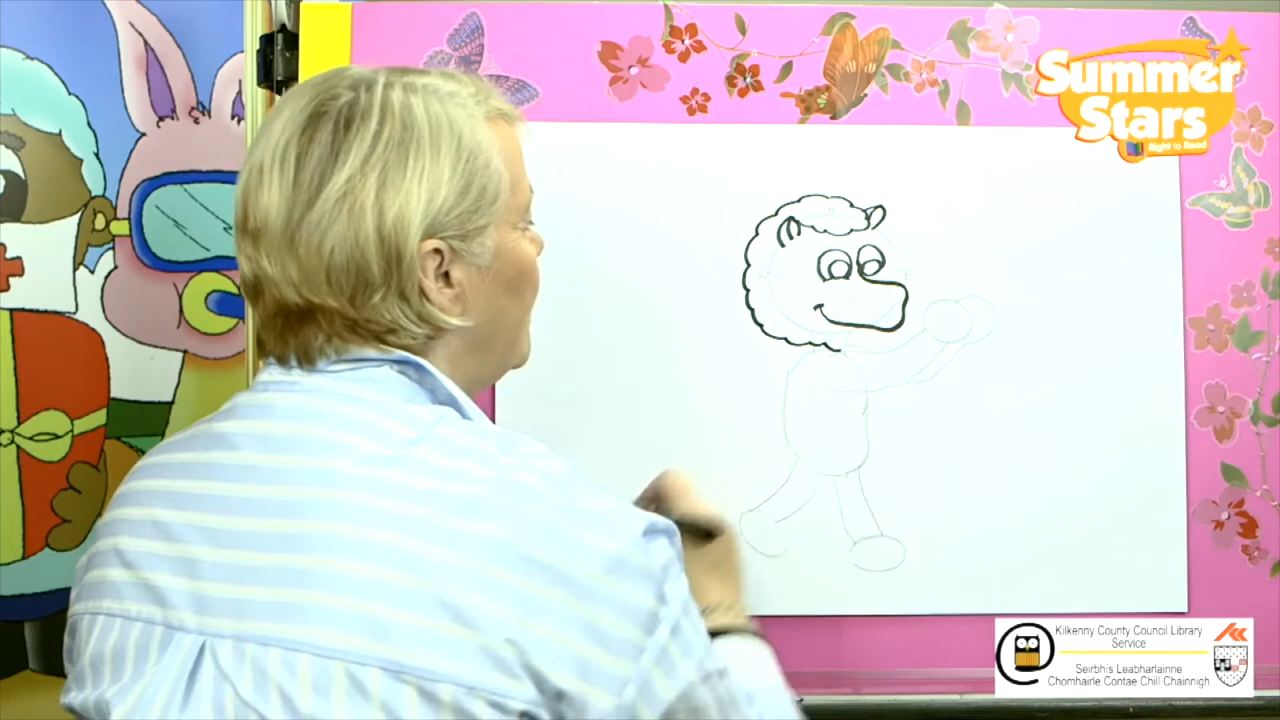 Summer
Stars
Right to Read
Kilkenny County Council Library
Service
Seirbhís Leabharlainne
Chomhairle Contae Chill Chainnigh